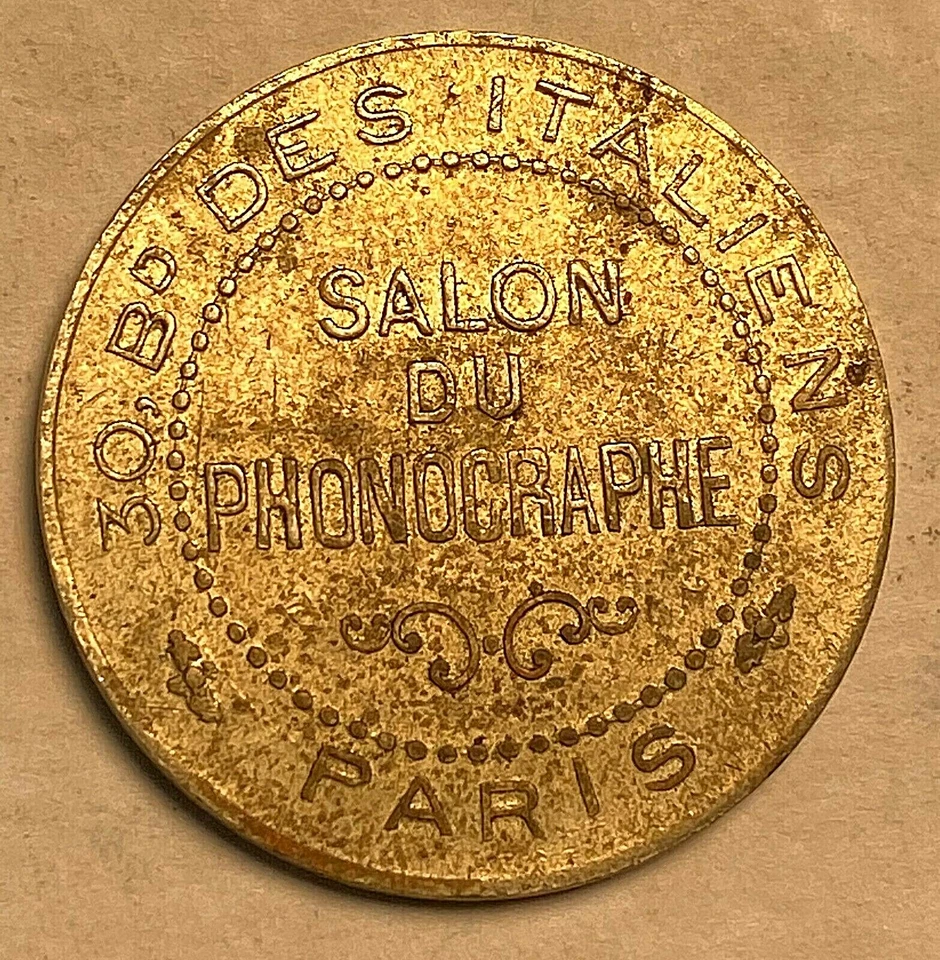 30, BD DES ITALIENS
SALON
DU
PHONOGRAPHE
PARIS